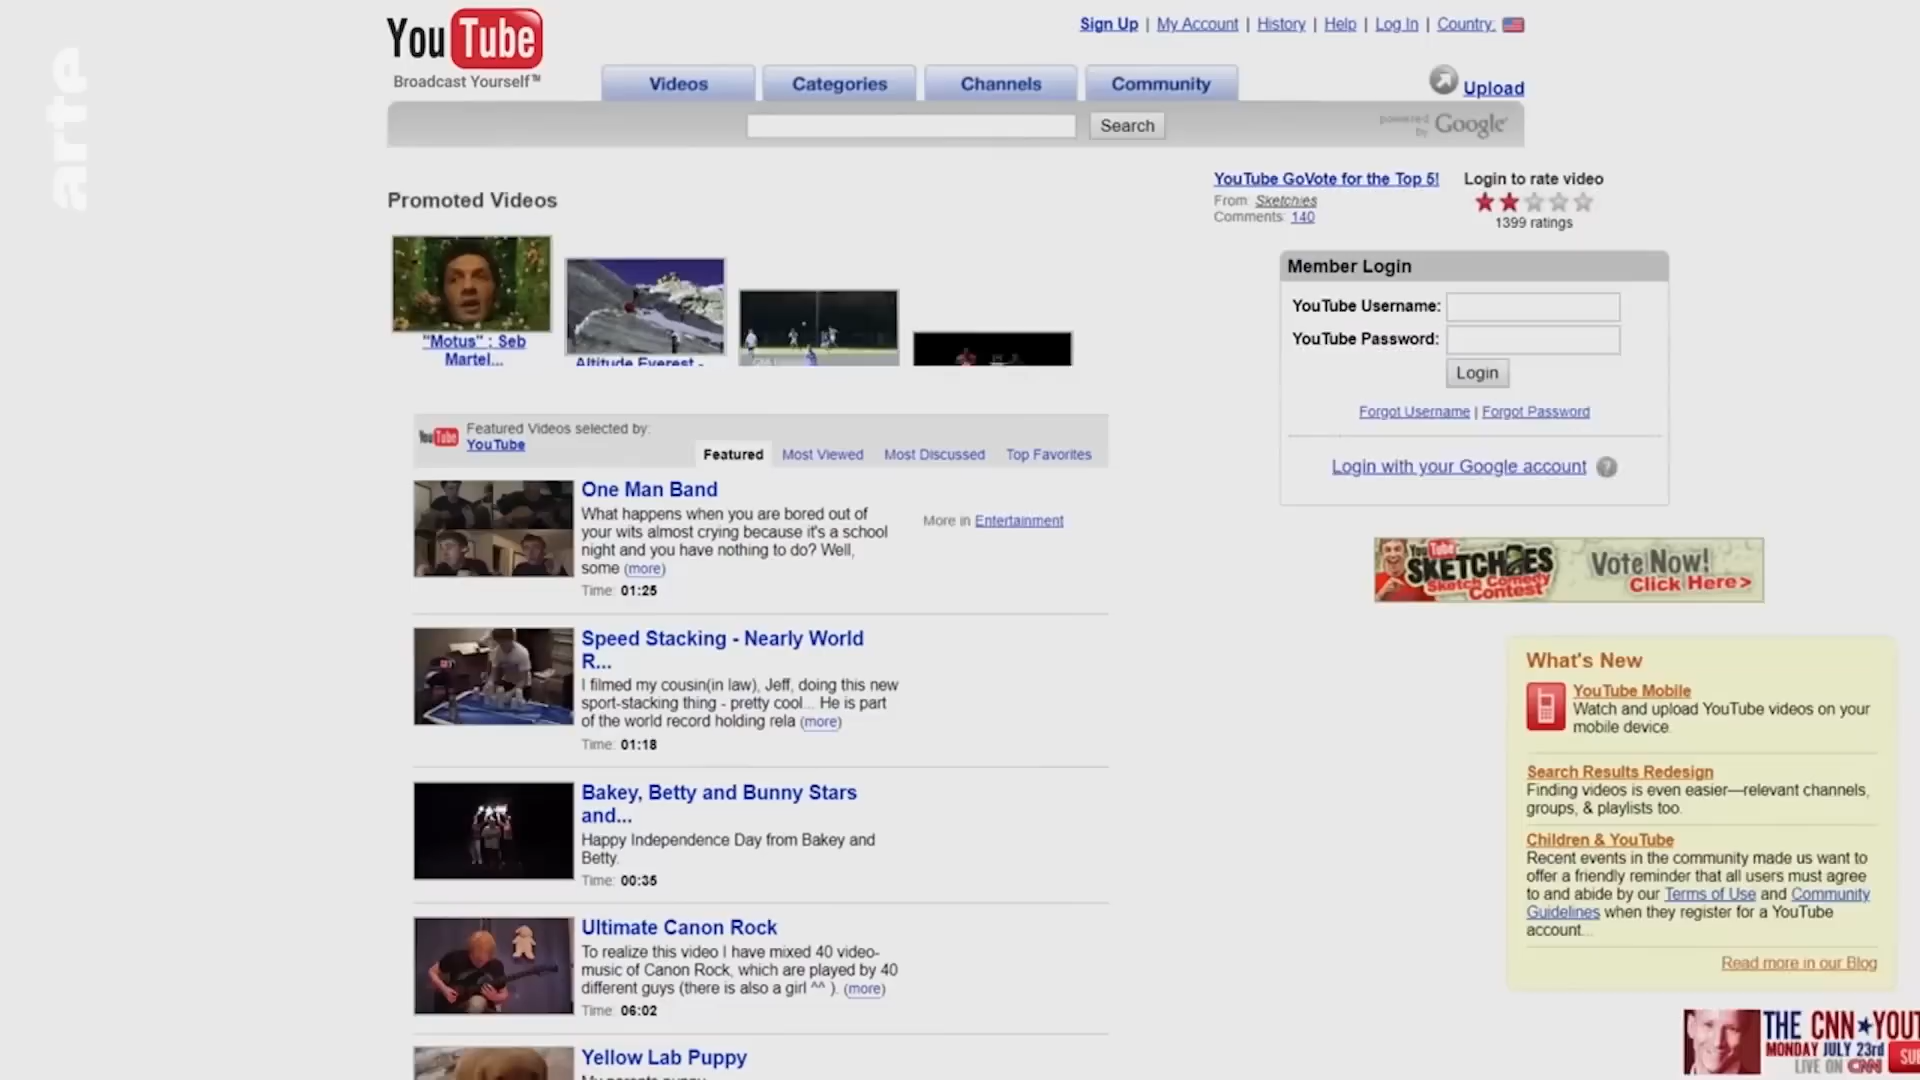 arte
YouTube
Broadcast Yourself™
Sign Up | My Account | History | Help | Log In | Country:
Videos
Categories
Channels
Community
Upload
Search
powered by Google
Promoted Videos
"Motus" : Seb
Martel...
Altitude Everest -
YouTube GoVote for the Top 5!
From: Sketchies
Comments: 140
Login to rate video
1399 ratings
Member Login
YouTube Username:
YouTube Password:
Login
Forgot Username | Forgot Password
Login with your Google account ?
YouTube
Featured Videos selected by:
YouTube
Featured
Most Viewed
Most Discussed
Top Favorites
One Man Band
What happens when you are bored out of
your wits almost crying because it's a school
night and you have nothing to do? Well,
some (more)
Time: 01:25
More in Entertainment
Speed Stacking - Nearly World
R...
I filmed my cousin(in law), Jeff, doing this new
sport-stacking thing - pretty cool... He is part
of the world record holding rela (more)
Time: 01:18
Bakey, Betty and Bunny Stars
and...
Happy Independence Day from Bakey and
Betty.
Time: 00:35
Ultimate Canon Rock
To realize this video I have mixed 40 video-
music of Canon Rock, which are played by 40
different guys (there is also a girl ^^ ). (more)
Time: 06:02
Yellow Lab Puppy
YouTube
SKETCHIES
Sketch Comedy
Contest
Vote Now!
Click Here>
What's New
YouTube Mobile
Watch and upload YouTube videos on your
mobile device.
Search Results Redesign
Finding videos is even easier—relevant channels,
groups, & playlists too.
Children & YouTube
Recent events in the community made us want to
offer a friendly reminder that all users must agree
to and abide by our Terms of Use and Community
Guidelines when they register for a YouTube
account...
Read more in our Blog
THE CNN★YOUT
MONDAY JULY 23rd
LIVE ON CNN